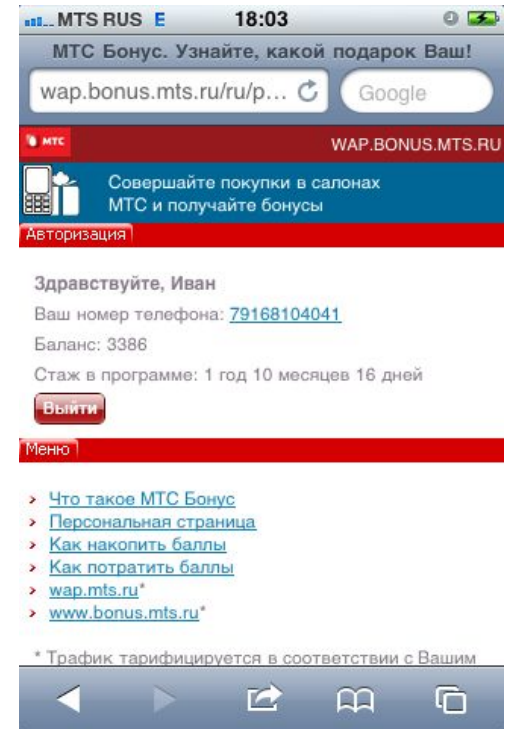 MTS RUS E 18:03
МТС Бонус. Узнайте, какой подарок Ваш!
wap.bonus.mts.ru/ru/p... Google
МТС WAP.BONUS.MTS.RU
Совершайте покупки в салонах
МТС и получайте бонусы
Авторизация
Здравствуйте, Иван
Ваш номер телефона: 79168104041
Баланс: 3386
Стаж в программе: 1 год 10 месяцев 16 дней
Выйти
Меню
Что такое МТС Бонус
Персональная страница
Как накопить баллы
Как потратить баллы
wap.mts.ru*
www.bonus.mts.ru*
* Трафик тарифицируется в соответствии с Вашим